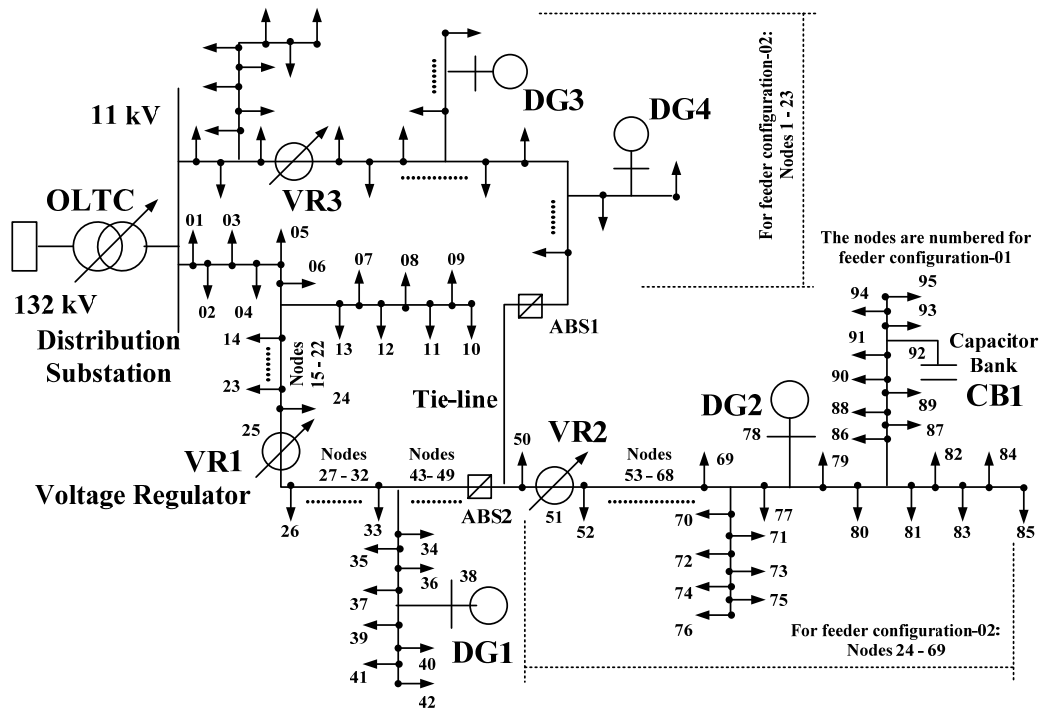 11 kV
OLTC
132 kV
Distribution
Substation
VR3
DG3
DG4
For feeder configuration-02:
Nodes 1 - 23
01
03
05
02
04
06
07
08
09
13
12
11
10
14
Nodes
15 - 22
23
24
25
VR1
Voltage Regulator
ABS1
Tie-line
The nodes are numbered for
feeder configuration-01
95
94
93
91
92
Capacitor
Bank
CB1
90
89
88
87
86
DG2
78
79
82
84
50
VR2
Nodes
53 – 68
69
Nodes
27 – 32
Nodes
43– 49
ABS2
26
33
51
52
77
80
81
83
85
70
71
72
73
74
75
76
34
35
36
38
37
39
DG1
40
41
42
For feeder configuration-02:
Nodes 24 – 69